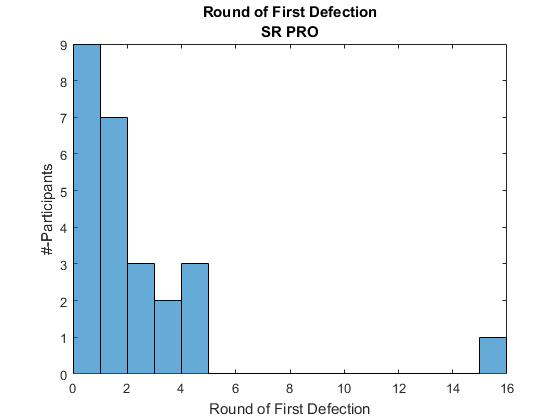 Round of First Defection
SR PRO
9
8
7
6
5
4
3
2
1
0
#-Participants
0 2 4 6 8 10 12 14 16
Round of First Defection